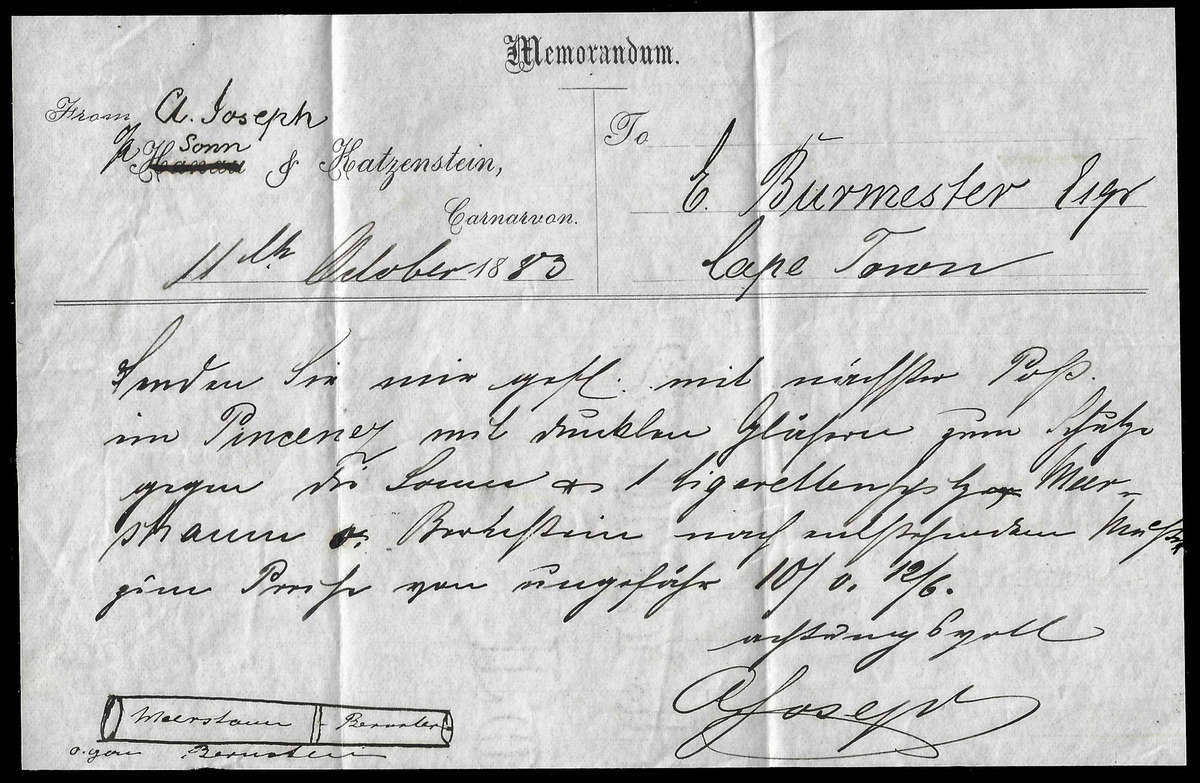 Memorandum.
From A. Joseph
Sonn
& Katzenstein,
Carnarvon.
11th October 1883
To
E. Burmester Esqr
Cape Town
Senden Sie mir gefl. mit nächster Post
ein Pincenez mit dunklen Gläsern zum Schutze
gegen die Sonne & 1 Cigarettenspitze Meer-
schaum o. Bernstein nach entstehenden Muster
zum Preise von ungefähr 10/ o. 12/6.
achtungsvoll
A Joseph
Meerschaum Bernstein
o. ganz Bernstein